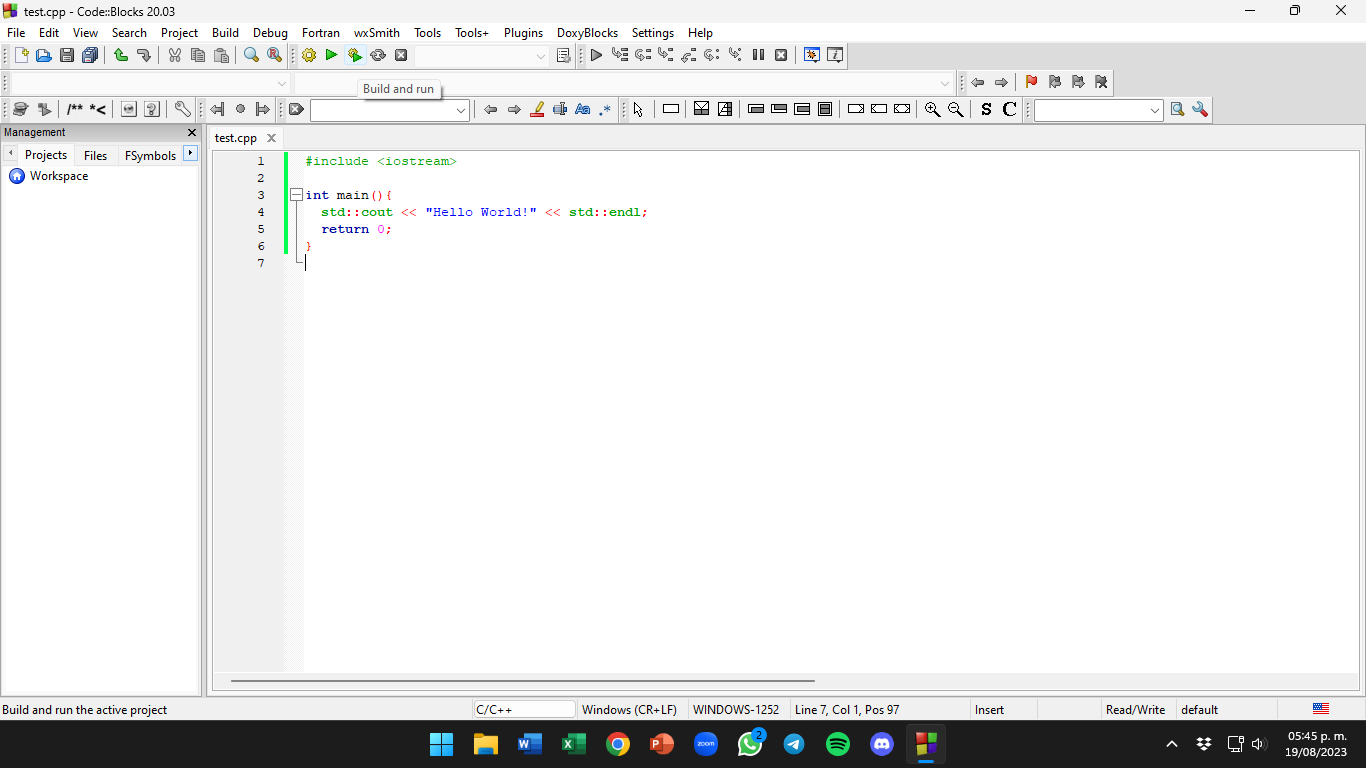 test.cpp - Code::Blocks 20.03
File Edit View Search Project Build Debug Fortran wxSmith Tools Tools+ Plugins DoxyBlocks Settings Help
Build and run
/** *< Aa .* S C
Management
Projects Files FSymbols
Workspace
test.cpp
1 #include <iostream>
2
3 int main(){
4 std::cout << "Hello World!" << std::endl;
5 return 0;
6 }
7
Build and run the active project C/C++ Windows (CR+LF) WINDOWS-1252 Line 7, Col 1, Pos 97 Insert Read/Write default
zoom 2
05:45 p. m.
19/08/2023